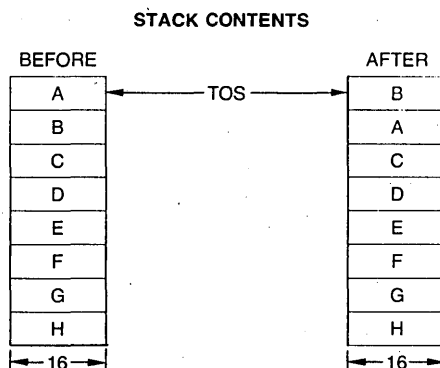 STACK CONTENTS
BEFORE AFTER
A TOS B
B A
C C
D D
E E
F F
G G
H H
16 16